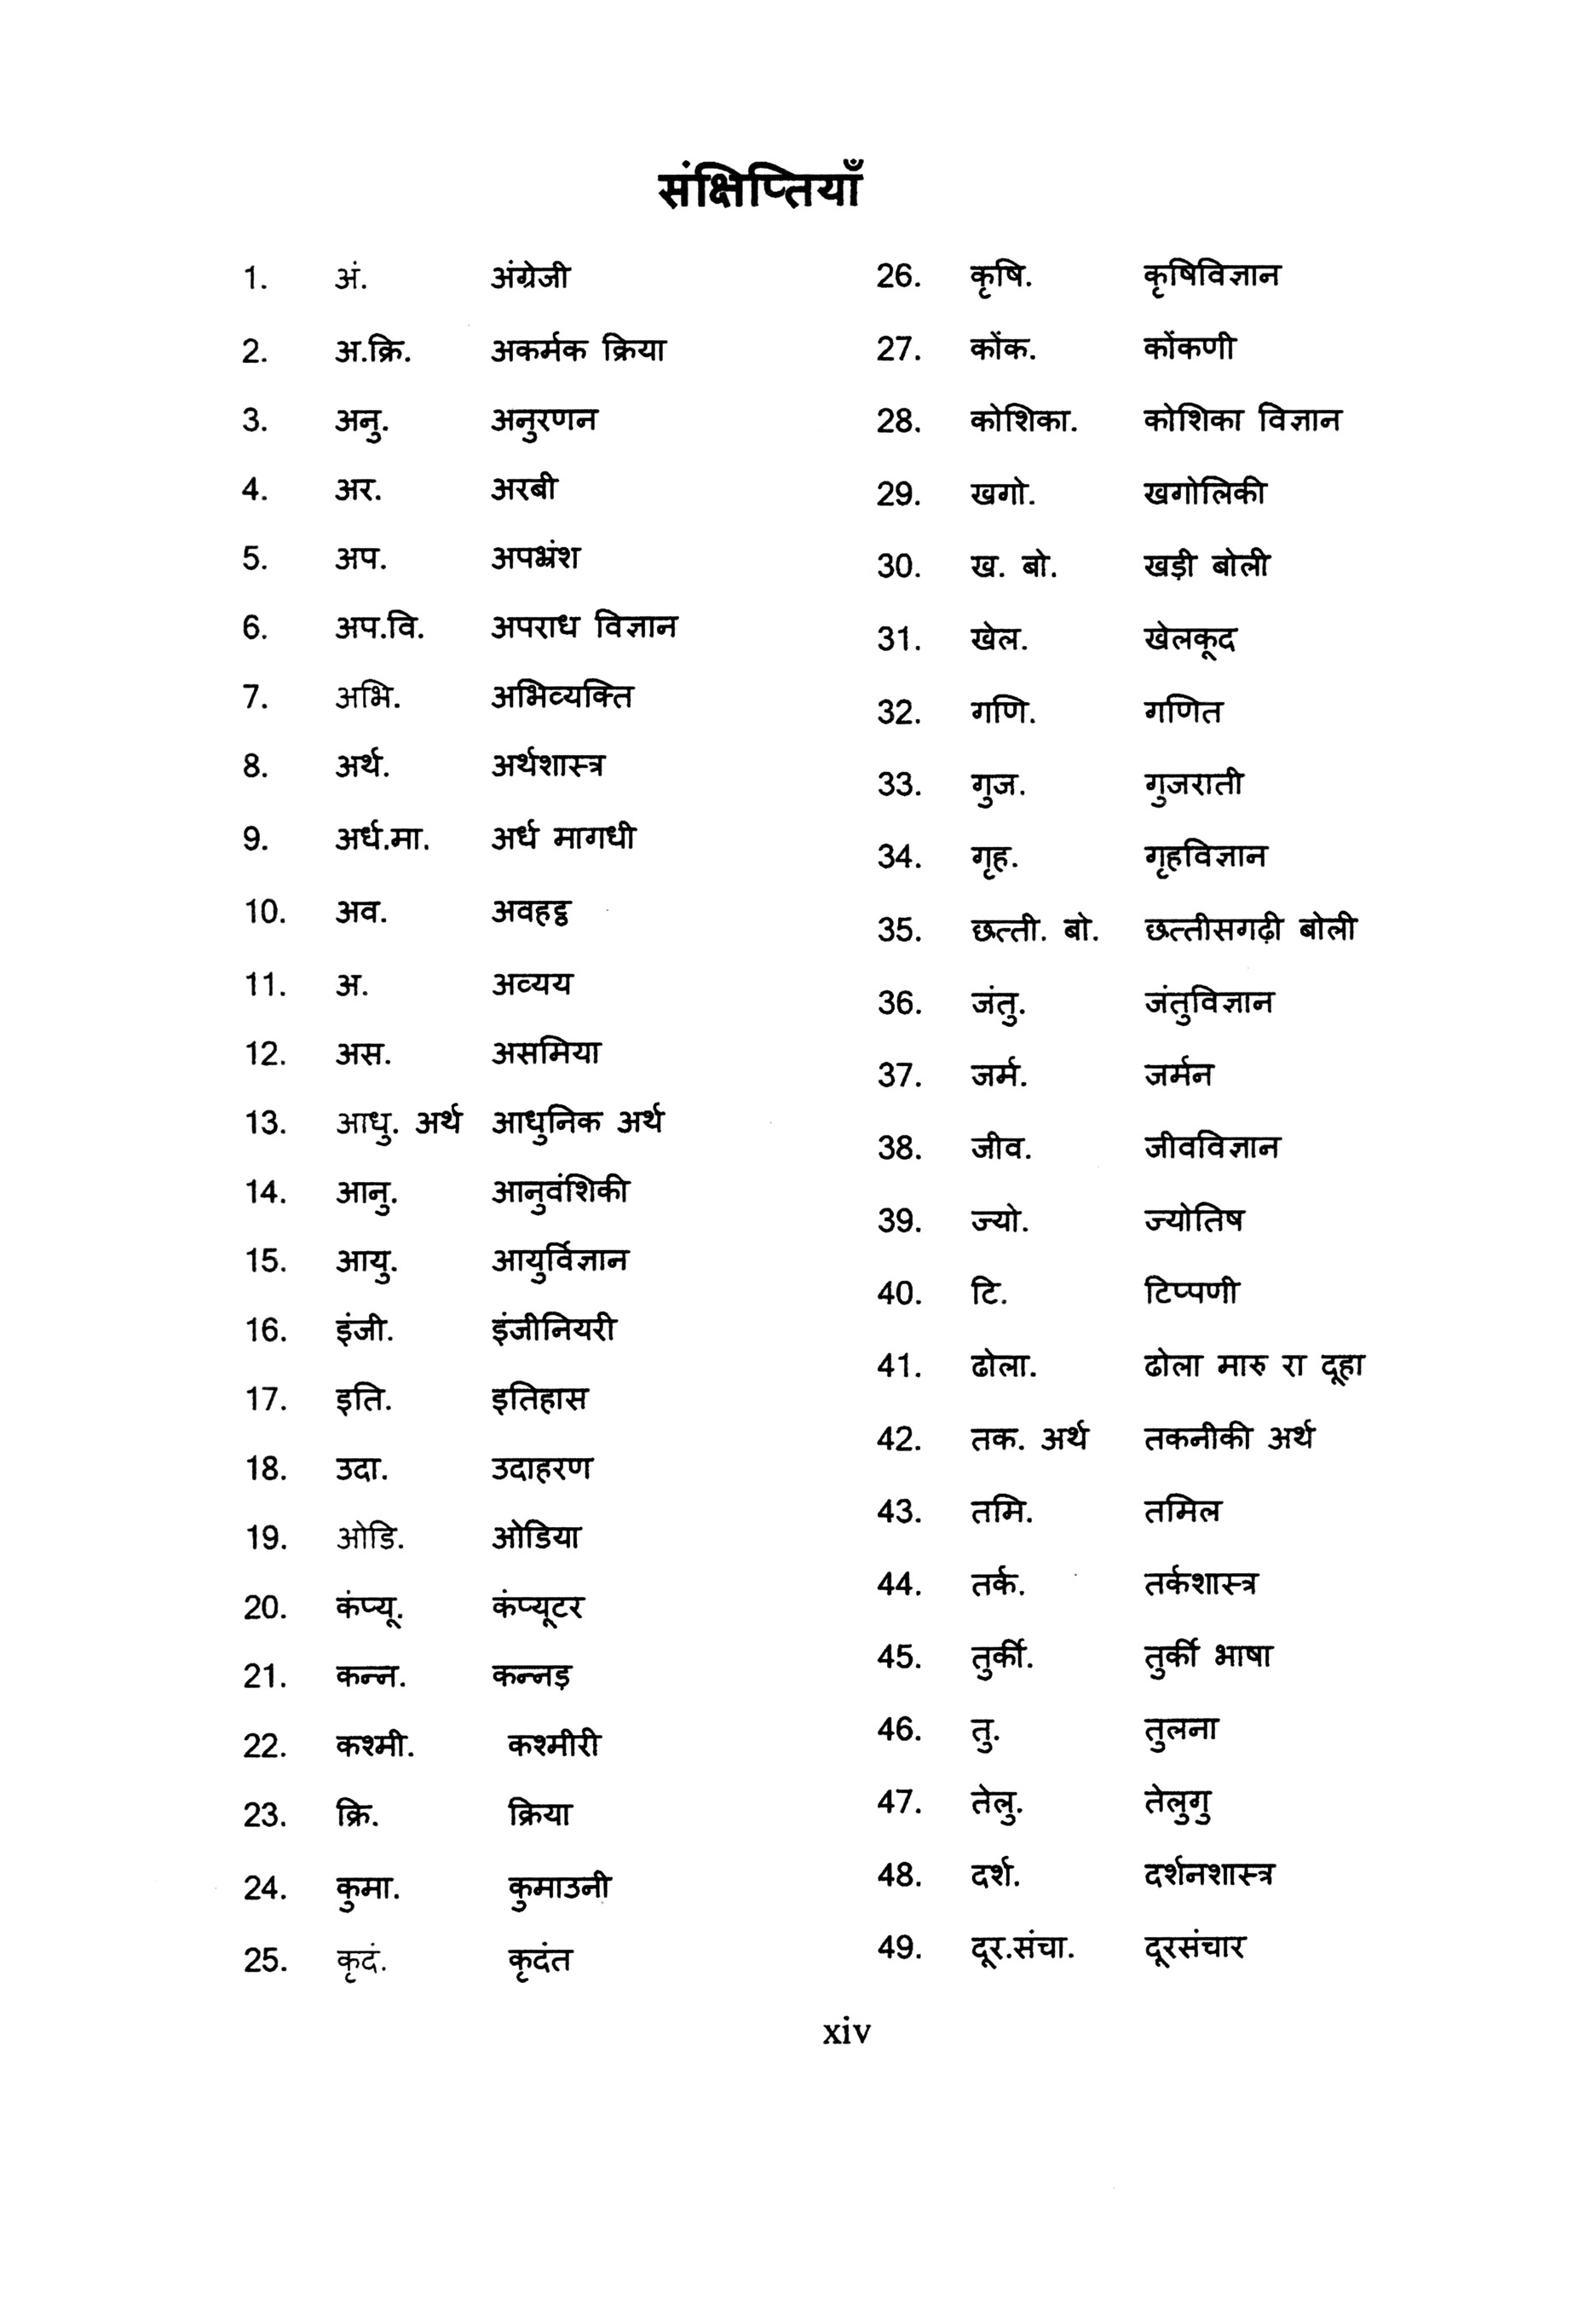 संक्षिप्तियाँ
1. अं. अंग्रेजी
2. अ.क्रि. अकर्मक क्रिया
3. अनु. अनुरणन
4. अर. अरबी
5. अप. अपभ्रंश
6. अप.वि. अपराध विज्ञान
7. अभि. अभिव्यक्ति
8. अर्थ. अर्थशास्त्र
9. अर्ध.मा. अर्ध मागधी
10. अव. अवहट्ठ
11. अ. अव्यय
12. अस. असमिया
13. आधु. अर्थ आधुनिक अर्थ
14. आनु. आनुवंशिकी
15. आयु. आयुर्विज्ञान
16. इंजी. इंजीनियरी
17. इति. इतिहास
18. उदा. उदाहरण
19. ओडि. ओडिया
20. कंप्यू. कंप्यूटर
21. कन्न. कन्नड़
22. कश्मी. कश्मीरी
23. क्रि. क्रिया
24. कुमा. कुमाउनी
25. कृदं. कृदंत
26. कृषि. कृषिविज्ञान
27. कोंक. कोंकणी
28. कोशिका. कोशिका विज्ञान
29. खगो. खगोलिकी
30. ख. बो. खड़ी बोली
31. खेल. खेलकूद
32. गणि. गणित
33. गुज. गुजराती
34. गृह. गृहविज्ञान
35. छत्ती. बो. छत्तीसगढ़ी बोली
36. जंतु. जंतुविज्ञान
37. जर्म. जर्मन
38. जीव. जीवविज्ञान
39. ज्यो. ज्योतिष
40. टि. टिप्पणी
41. ढोला. ढोला मारु रा दूहा
42. तक. अर्थ तकनीकी अर्थ
43. तमि. तमिल
44. तर्क. तर्कशास्त्र
45. तुर्की. तुर्की भाषा
46. तु. तुलना
47. तेलु. तेलुगु
48. दर्श. दर्शनशास्त्र
49. दूर.संचा. दूरसंचार
xiv